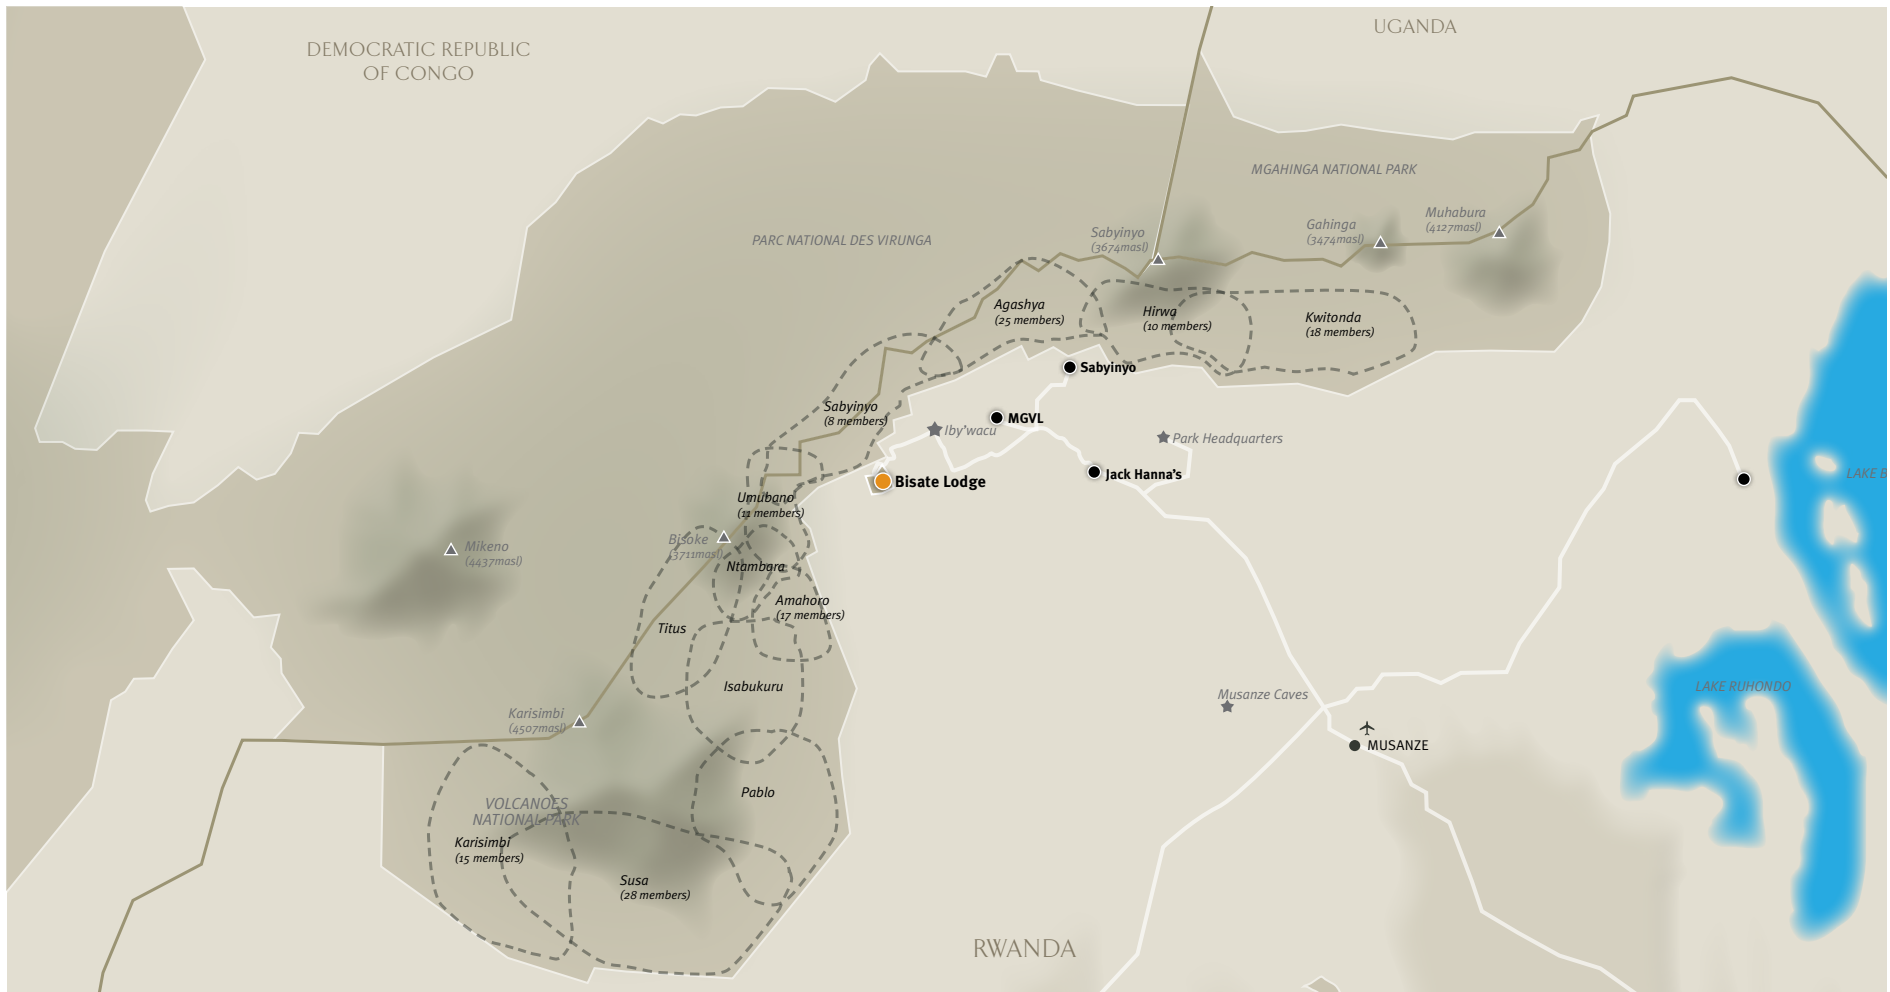 DEMOCRATIC REPUBLIC
OF CONGO
UGANDA
MGAHINGA NATIONAL PARK
PARC NATIONAL DES VIRUNGA
Sabyinyo
(3674masl)
Gahinga
(3474masl)
Muhabura
(4127masl)
Agashya
(25 members)
Hirwa
(10 members)
Kwitonda
(18 members)
Sabyinyo
Sabyinyo
(8 members)
MGVL
Iby'wacu
Park Headquarters
Jack Hanna's
Bisate Lodge
LAKE B
Umubano
(11 members)
Mikeno
(4437masl)
Bisoke
(3711masl)
Ntambara
Amahoro
(17 members)
Titus
Isabukuru
Musanze Caves
LAKE RUHONDO
Karisimbi
(4507masl)
MUSANZE
Pablo
VOLCANOES
NATIONAL PARK
Karisimbi
(15 members)
Susa
(28 members)
RWANDA